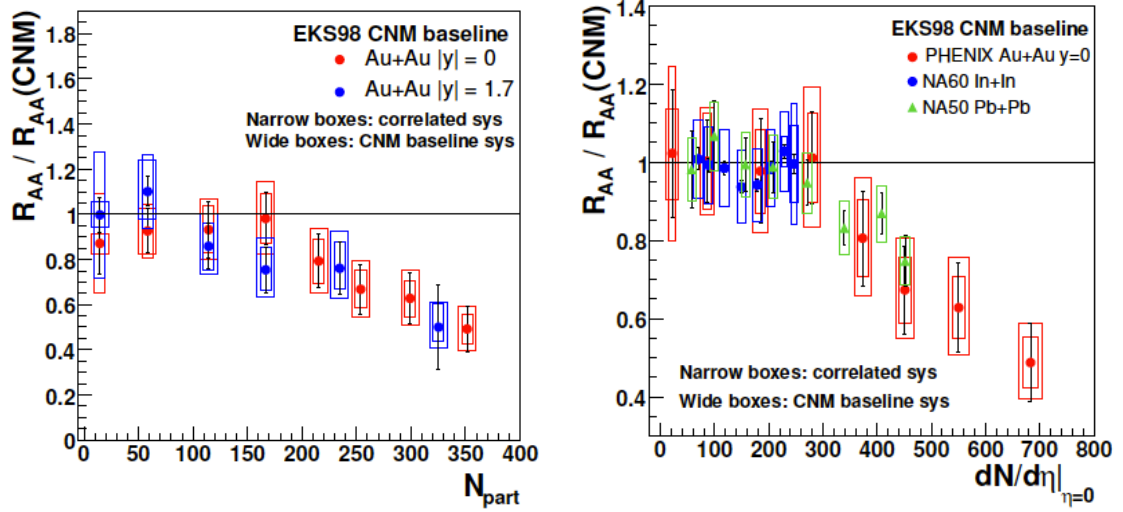 EKS98 CNM baseline
Au+Au |y| = 0
Au+Au |y| = 1.7
Narrow boxes: correlated sys
Wide boxes: CNM baseline sys
R_AA / R_AA(CNM)
1.8
1.6
1.4
1.2
1
0.8
0.6
0.4
0.2
0
0 50 100 150 200 250 300 350 400
N_part
EKS98 CNM baseline
PHENIX Au+Au y=0
NA60 In+In
NA50 Pb+Pb
R_AA / R_AA(CNM)
1.4
1.2
1
0.8
0.6
0.4
Narrow boxes: correlated sys
Wide boxes: CNM baseline sys
0 100 200 300 400 500 600 700 800
dN/dη|_η=0